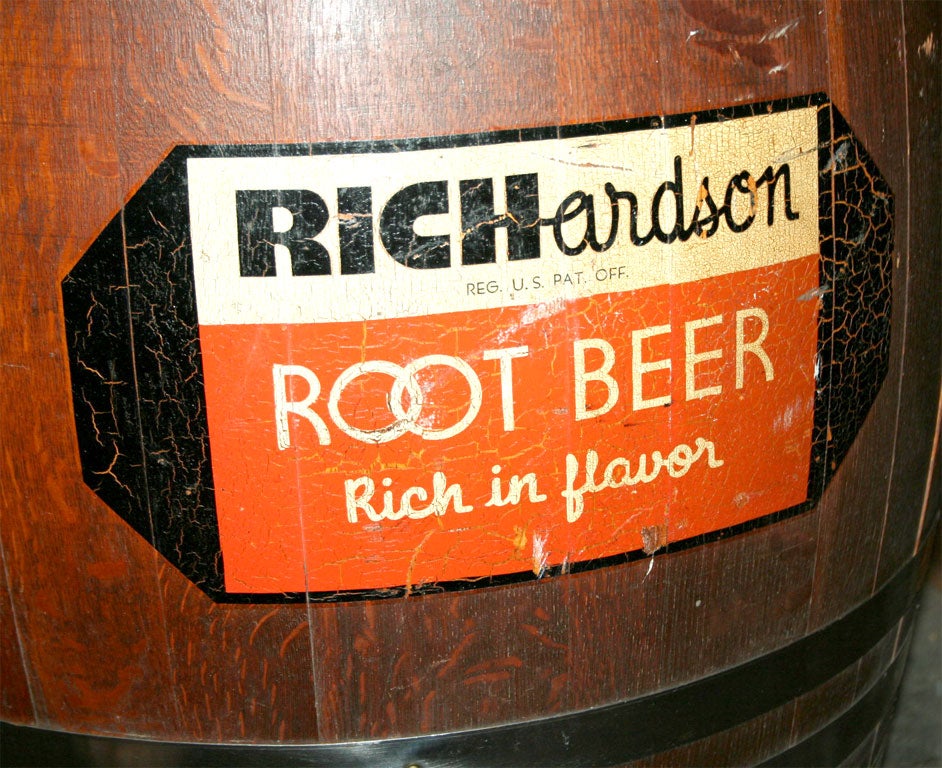 RICHardson
REG. U.S. PAT. OFF.
ROOT BEER
Rich in flavor